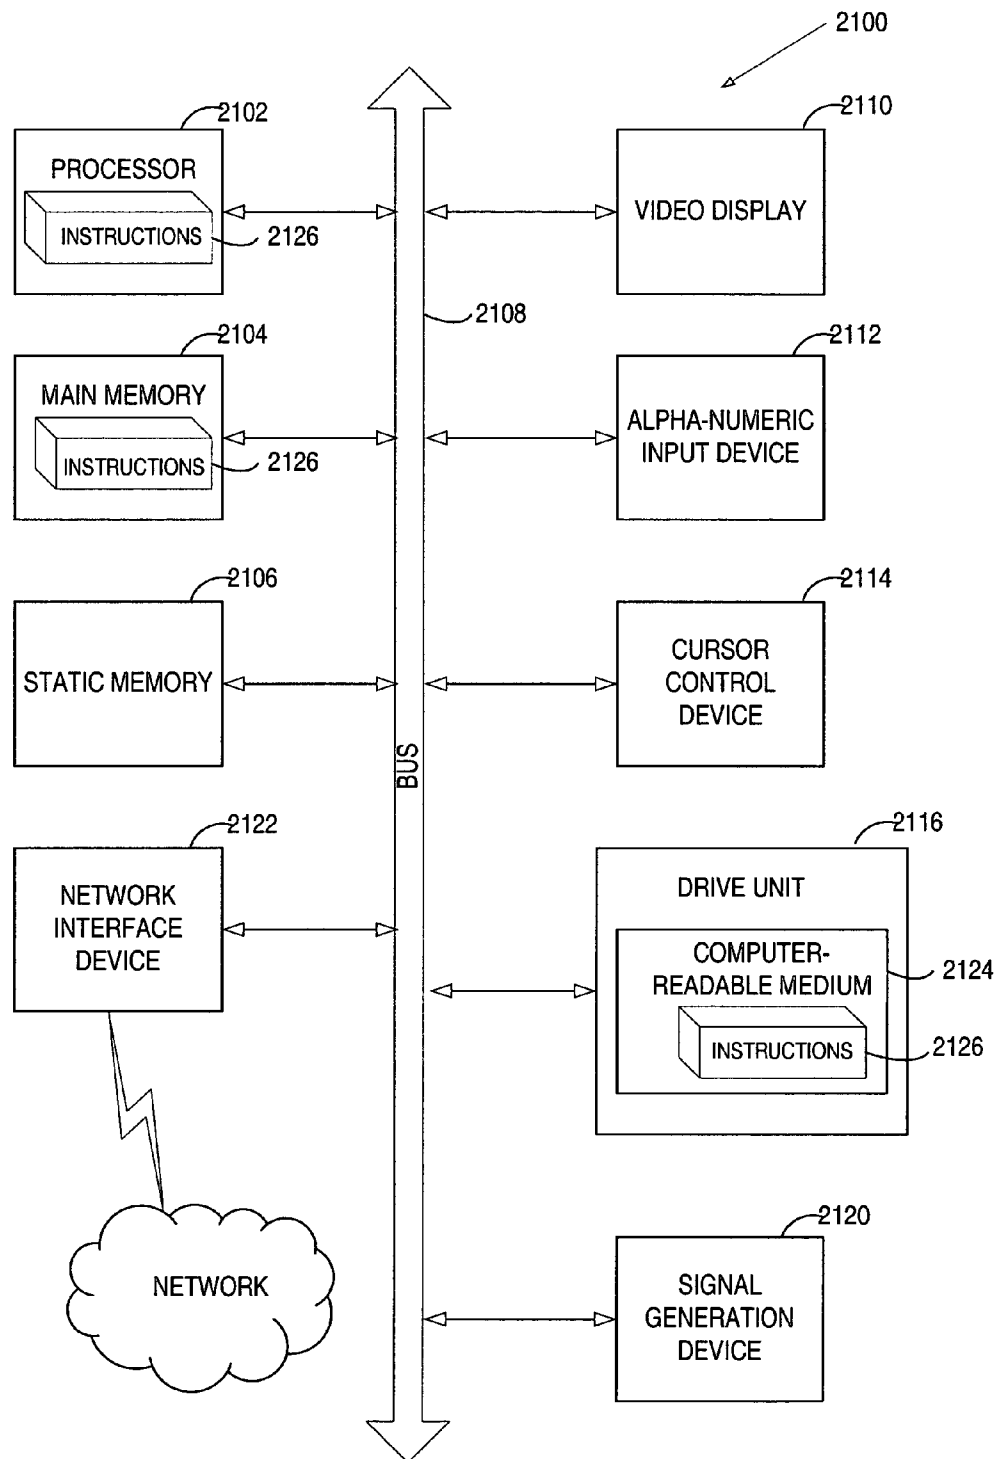 2100
2102
PROCESSOR
INSTRUCTIONS
2126
2110
VIDEO DISPLAY
2108
2104
MAIN MEMORY
INSTRUCTIONS
2126
2112
ALPHA-NUMERIC
INPUT DEVICE
2106
STATIC MEMORY
2114
CURSOR
CONTROL
DEVICE
BUS
2122
NETWORK
INTERFACE
DEVICE
2116
DRIVE UNIT
COMPUTER-
READABLE MEDIUM
2124
INSTRUCTIONS
2126
NETWORK
2120
SIGNAL
GENERATION
DEVICE